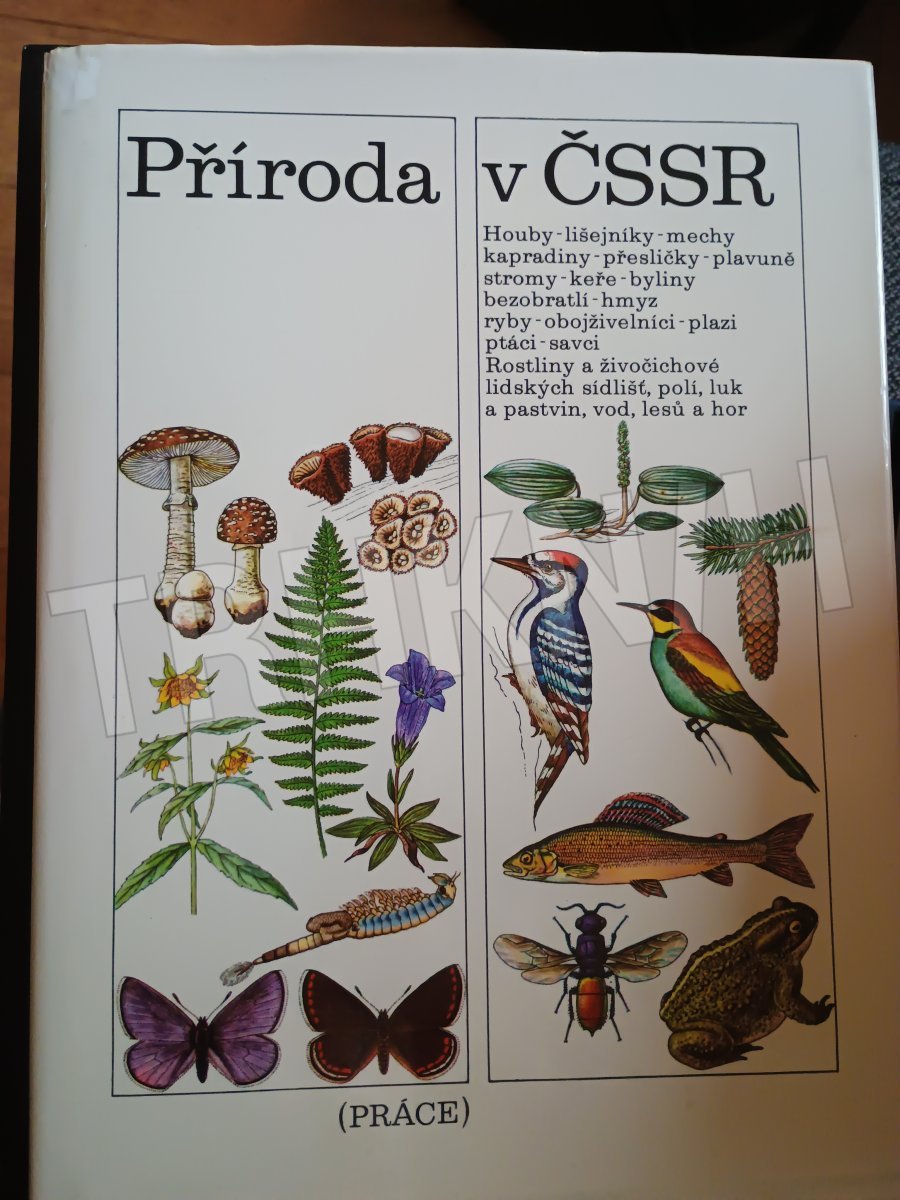 Příroda
v ČSSR
Houby-lišejníky-mechy
kapradiny-přesličky-plavuně
stromy-keře-byliny
bezobratlí-hmyz
ryby-obojživelníci-plazi
ptáci-savci
Rostliny a živočichové
lidských sídlišť, polí, luk
a pastvin, vod, lesů a hor
(PRÁCE)